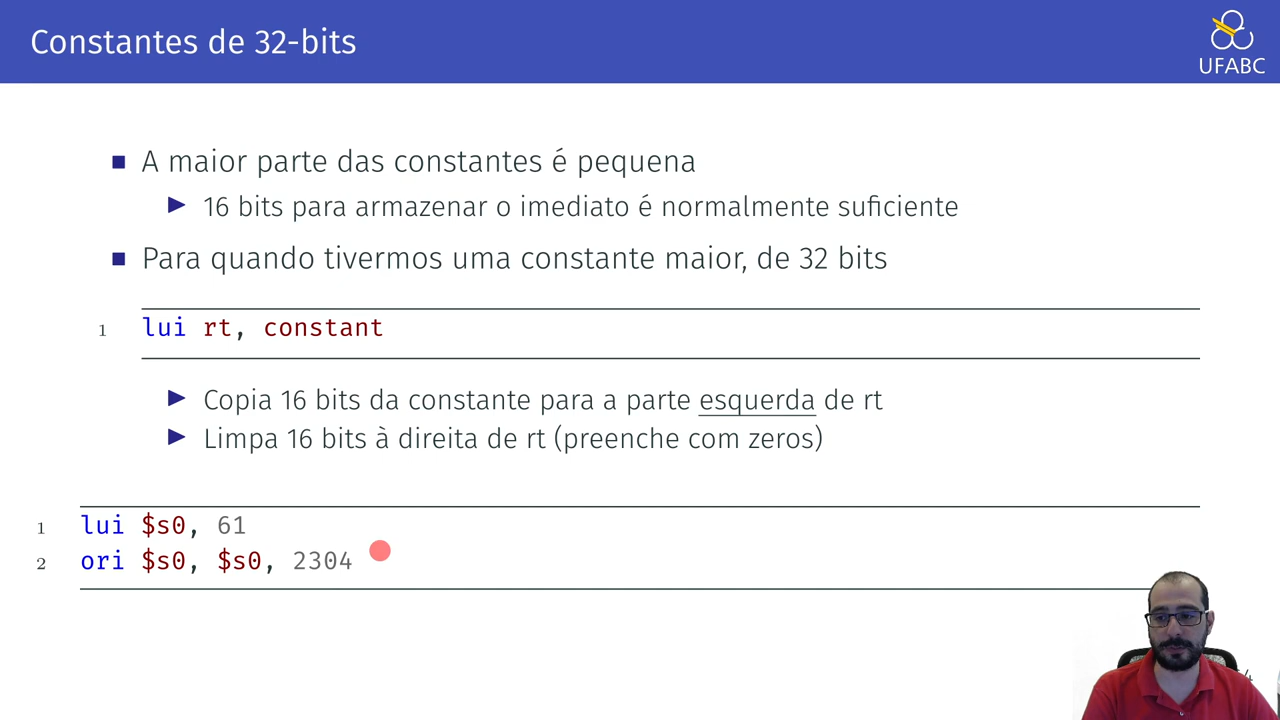 Constantes de 32-bits
UFABC
A maior parte das constantes é pequena
16 bits para armazenar o imediato é normalmente suficiente
Para quando tivermos uma constante maior, de 32 bits
1 lui rt, constant
Copia 16 bits da constante para a parte esquerda de rt
Limpa 16 bits à direita de rt (preenche com zeros)
1 lui $s0, 61
2 ori $s0, $s0, 2304